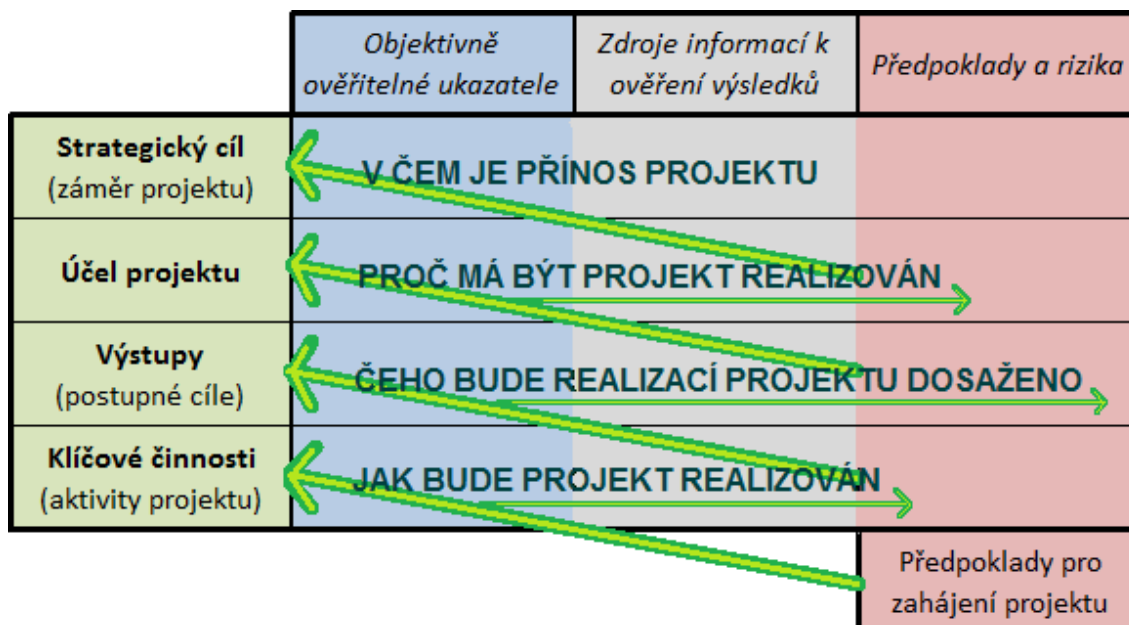 Objektivně
ověřitelné ukazatele
Zdroje informací k
ověření výsledků
Předpoklady a rizika
Strategický cíl
(záměr projektu)
V ČEM JE PŘÍNOS PROJEKTU
Účel projektu
PROČ MÁ BÝT PROJEKT REALIZOVÁN
Výstupy
(postupné cíle)
ČEHO BUDE REALIZACÍ PROJEKTU DOSAŽENO
Klíčové činnosti
(aktivity projektu)
JAK BUDE PROJEKT REALIZOVÁN
Předpoklady pro
zahájení projektu